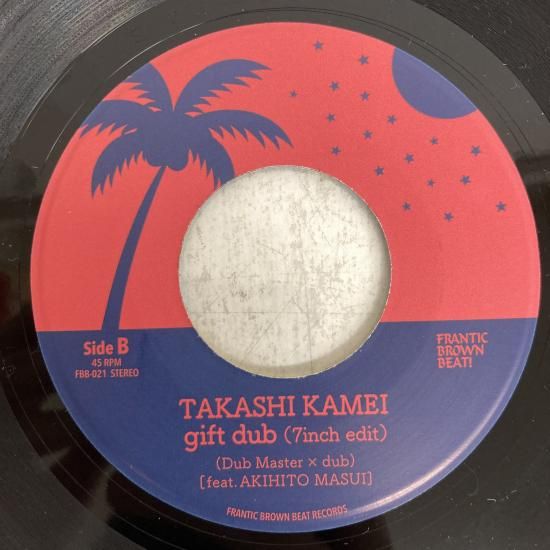 Side B
45 RPM
FBB-021 STEREO
FRANTIC
BROWN
BEAT!
TAKASHI KAMEI
gift dub (7inch edit)
(Dub Master × dub)
[feat. AKIHITO MASUI]
FRANTIC BROWN BEAT RECORDS